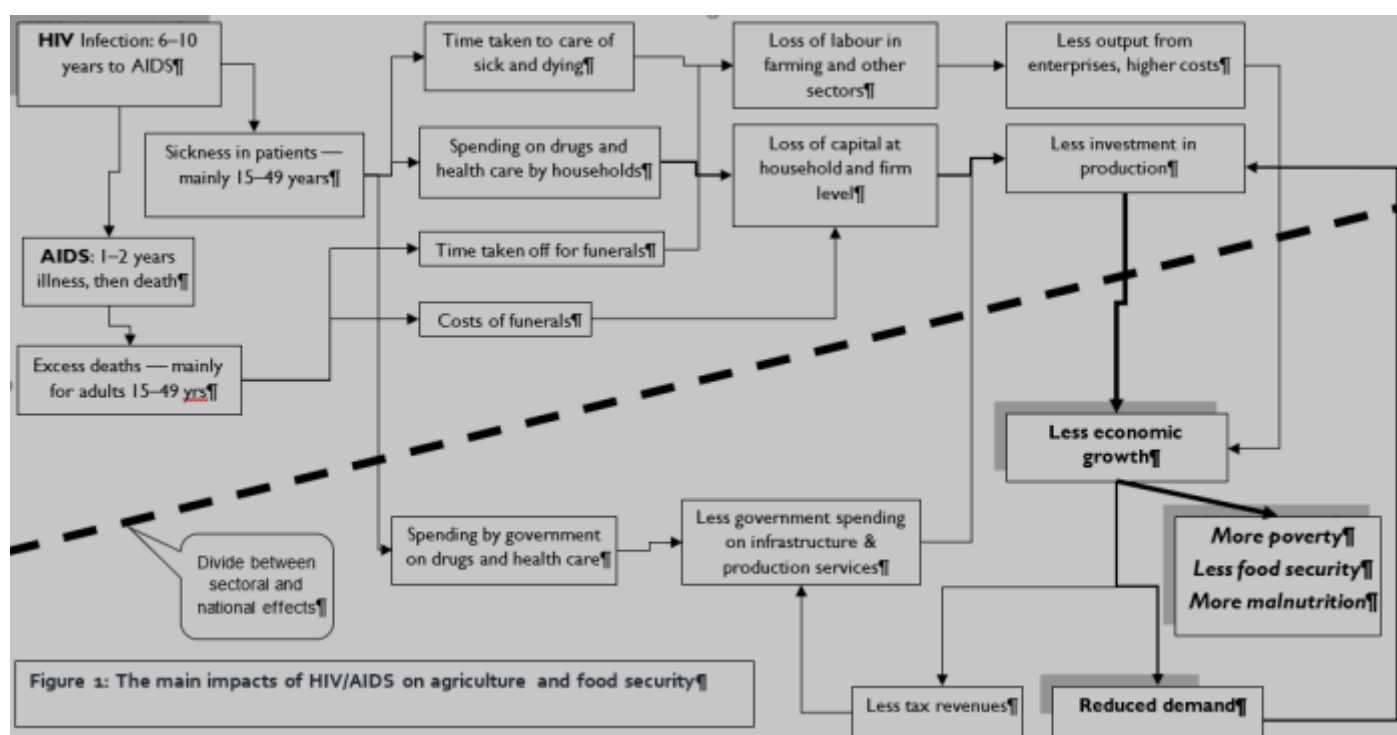 HIV Infection: 6–10
years to AIDS¶
Time taken to care of
sick and dying¶
Loss of labour in
farming and other
sectors¶
Less output from
enterprises, higher costs¶
Sickness in patients —
mainly 15–49 years¶
Spending on drugs and
health care by households¶
Loss of capital at
household and firm
level¶
Less investment in
production¶
AIDS: 1–2 years
illness, then death¶
Time taken off for funerals¶
Costs of funerals¶
Excess deaths — mainly
for adults 15–49 yrs¶
Less economic
growth¶
Spending by government
on drugs and health care¶
Less government spending
on infrastructure &
production services¶
More poverty¶
Less food security¶
More malnutrition¶
Divide between
sectoral and
national effects¶
Figure 1: The main impacts of HIV/AIDS on agriculture and food security¶
Less tax revenues¶
Reduced demand¶